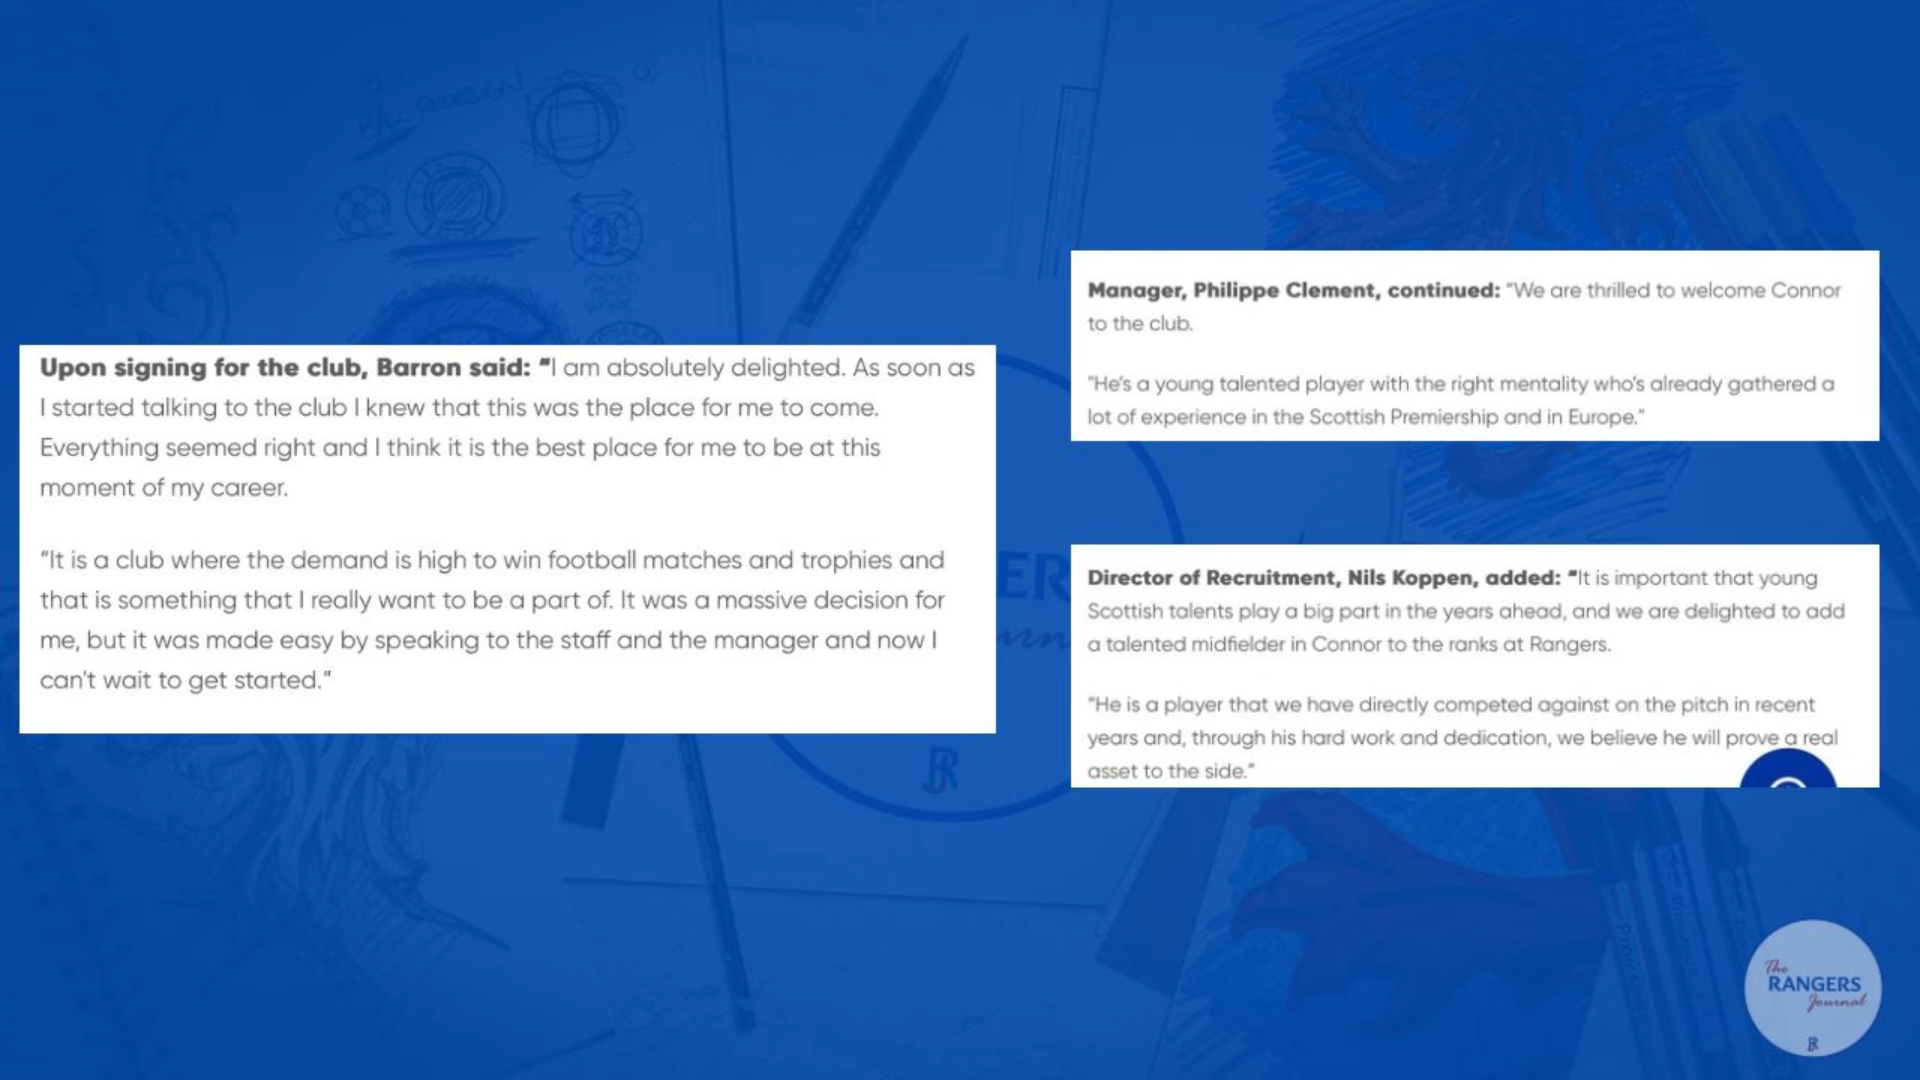 Upon signing for the club, Barron said: “I am absolutely delighted. As soon as
I started talking to the club I knew that this was the place for me to come.
Everything seemed right and I think it is the best place for me to be at this
moment of my career.
“It is a club where the demand is high to win football matches and trophies and
that is something that I really want to be a part of. It was a massive decision for
me, but it was made easy by speaking to the staff and the manager and now I
can't wait to get started.”
Manager, Philippe Clement, continued: “We are thrilled to welcome Connor
to the club.
"He's a young talented player with the right mentality who's already gathered a
lot of experience in the Scottish Premiership and in Europe."
Director of Recruitment, Nils Koppen, added: “It is important that young
Scottish talents play a big part in the years ahead, and we are delighted to add
a talented midfielder in Connor to the ranks at Rangers.
“He is a player that we have directly competed against on the pitch in recent
years and, through his hard work and dedication, we believe he will prove a real
asset to the side.”
The
RANGERS
Journal